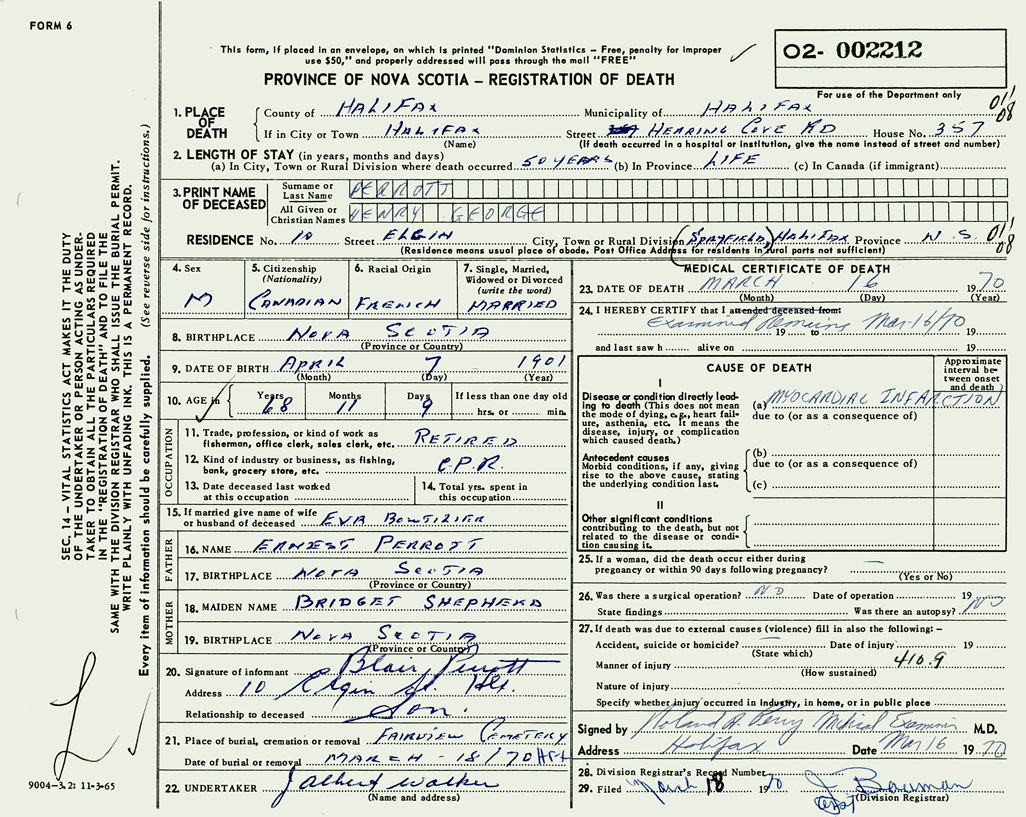 FORM 6
This form, if placed in an envelope, on which is printed "Dominion Statistics – Free, penalty for improper
use $50," and properly addressed will pass through the mail "FREE"
O2- 002212
PROVINCE OF NOVA SCOTIA – REGISTRATION OF DEATH
For use of the Department only
011/08
1. PLACE OF DEATH
County of HALIFAX Municipality of HALIFAX
If in City or Town HALIFAX Street HERRING COVE RD House No. 357
(Name) (If death occurred in a hospital or institution, give the name instead of street and number)
2. LENGTH OF STAY (in years, months and days)
(a) In City, Town or Rural Division where death occurred 50 YEARS (b) In Province LIFE (c) In Canada (if immigrant)
3. PRINT NAME OF DECEASED
Surname or Last Name PERROTT
All Given or Christian Names HENRY GEORGE
RESIDENCE No. 10 Street ELGIN City, Town or Rural Division (SPRYFIELD) HALIFAX Province N.S. 011/08
(Residence means usual place of abode. Post Office Address for residents in rural parts not sufficient)
4. Sex
M
5. Citizenship
(Nationality)
CANADIAN
6. Racial Origin
FRENCH
7. Single, Married,
Widowed or Divorced
(write the word)
MARRIED
8. BIRTHPLACE NOVA SCOTIA
(Province or Country)
9. DATE OF BIRTH APRIL 7 1901
(Month) (Day) (Year)
10. AGE in Years Months Days If less than one day old
68 11 9 hrs. or min.
OCCUPATION
11. Trade, profession, or kind of work as
fisherman, office clerk, sales clerk, etc. RETIRED
12. Kind of industry or business, as fishing,
bank, grocery store, etc. C.P.R.
13. Date deceased last worked
at this occupation
14. Total yrs. spent in
this occupation
15. If married give name of wife
or husband of deceased EVA BOUTILIER
FATHER
16. NAME ERNEST PERROTT
17. BIRTHPLACE NOVA SCOTIA
(Province or Country)
MOTHER
18. MAIDEN NAME BRIDGET SHEPHERD
19. BIRTHPLACE NOVA SCOTIA
(Province or Country)
20. Signature of informant Blair Perrott
Address 10 Elgin St. Hfx.
Relationship to deceased Son.
21. Place of burial, cremation or removal FAIRVIEW CEMETERY
Date of burial or removal MARCH - 18/70 HFX
22. UNDERTAKER J Albert Walker
(Name and address)
MEDICAL CERTIFICATE OF DEATH
23. DATE OF DEATH MARCH 16 1970
(Month) (Day) (Year)
24. I HEREBY CERTIFY that I attended deceased from:
Examined Remains Mar-16/70
19 to 19
and last saw h alive on 19
CAUSE OF DEATH
Approximate
interval be-
tween onset
and death
I
Disease or condition directly lead-
ing to death (This does not mean
the mode of dying, e.g., heart fail-
ure, asthenia, etc. It means the
disease, injury, or complication
which caused death.)
(a) MYOCARDIAL INFARCTION
due to (or as a consequence of)
Antecedent causes
Morbid conditions, if any, giving
rise to the above cause, stating
the underlying condition last.
(b)
due to (or as a consequence of)
(c)
II
Other significant conditions
contributing to the death, but not
related to the disease or condi-
tion causing it.
25. If a woman, did the death occur either during
pregnancy or within 90 days following pregnancy? —
(Yes or No)
26. Was there a surgical operation? NO Date of operation 19
State findings Was there an autopsy? NO
27. If death was due to external causes (violence) fill in also the following: –
Accident, suicide or homicide? — Date of injury 19
(State which)
Manner of injury 410.9
(How sustained)
Nature of injury
Specify whether injury occurred in Industry, in home, or in public place
Signed by Roland A. Perry Medical Examiner M.D.
Address Halifax Date Mar 16 1970
28. Division Registrar's Record Number
29. Filed March 18 1970 J. Bauman
(Division Registrar)
SEC. 14 – VITAL STATISTICS ACT MAKES IT THE DUTY
OF THE UNDERTAKER OR PERSON ACTING AS UNDER-
TAKER TO OBTAIN ALL THE PARTICULARS REQUIRED
IN THE "REGISTRATION OF DEATH" AND TO FILE THE
SAME WITH THE DIVISION REGISTRAR WHO SHALL ISSUE THE BURIAL PERMIT.
WRITE PLAINLY WITH UNFADING INK. THIS IS A PERMANENT RECORD.
Every item of information should be carefully supplied. (See reverse side for instructions.)
9004-3.2: 11-3-65